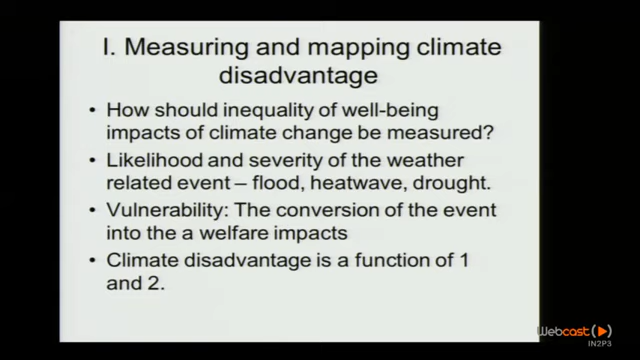 I. Measuring and mapping climate
disadvantage
• How should inequality of well-being
impacts of climate change be measured?
• Likelihood and severity of the weather
related event – flood, heatwave, drought.
• Vulnerability: The conversion of the event
into the a welfare impacts
• Climate disadvantage is a function of 1
and 2.
Webcast
IN2P3